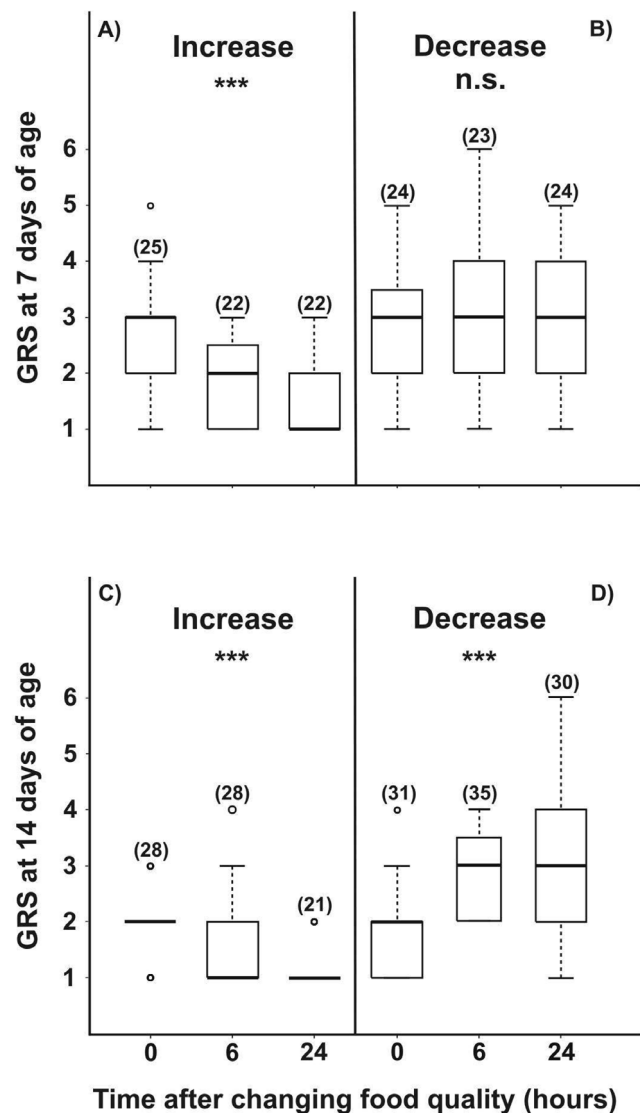 A)
Increase
***
B)
Decrease
n.s.
GRS at 7 days of age
6
5
4
3
2
1
(25)
(22)
(22)
(24)
(23)
(24)
C)
Increase
***
D)
Decrease
***
GRS at 14 days of age
6
5
4
3
2
1
(28)
(28)
(21)
(31)
(35)
(30)
0 6 24 0 6 24
Time after changing food quality (hours)